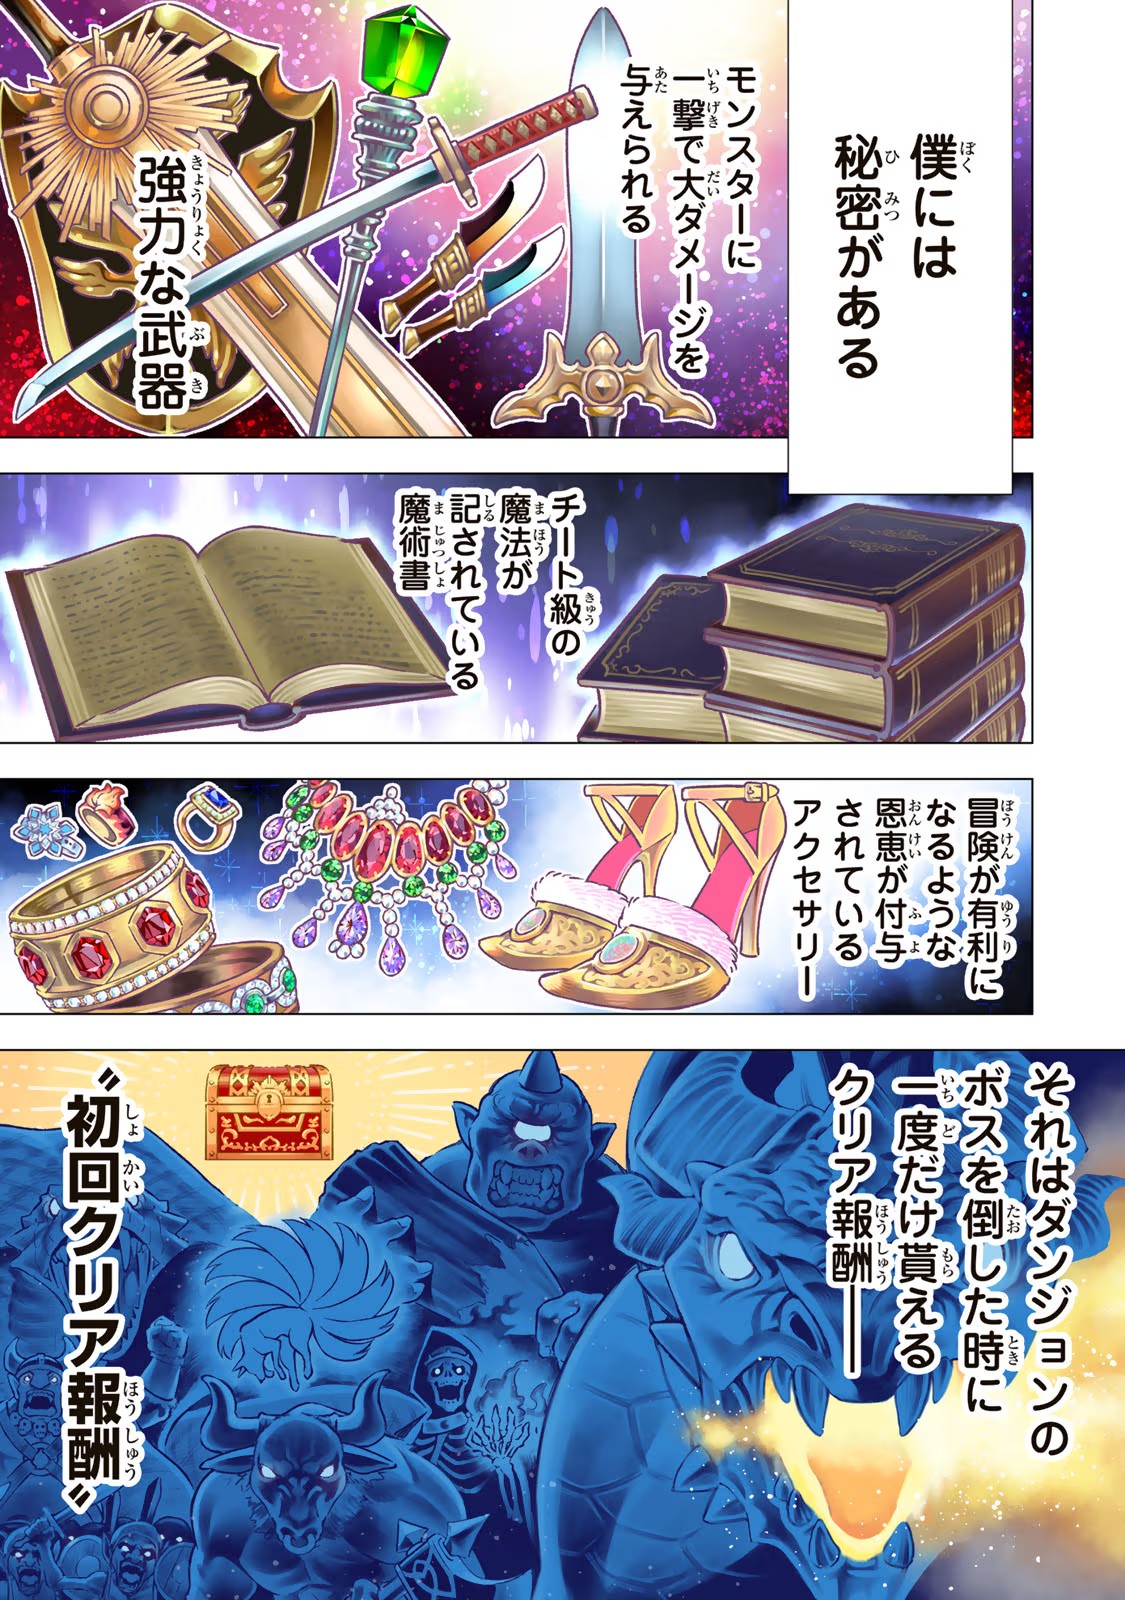 僕には
秘密がある
モンスターに
一撃で大ダメージを
与えられる
強力な武器
チート級の
魔法が
記されている
魔術書
冒険が有利に
なるような
恩恵が付与
されている
アクセサリー
それはダンジョンの
ボスを倒した時に
一度だけ貰える
クリア報酬――
〝初回クリア報酬〟